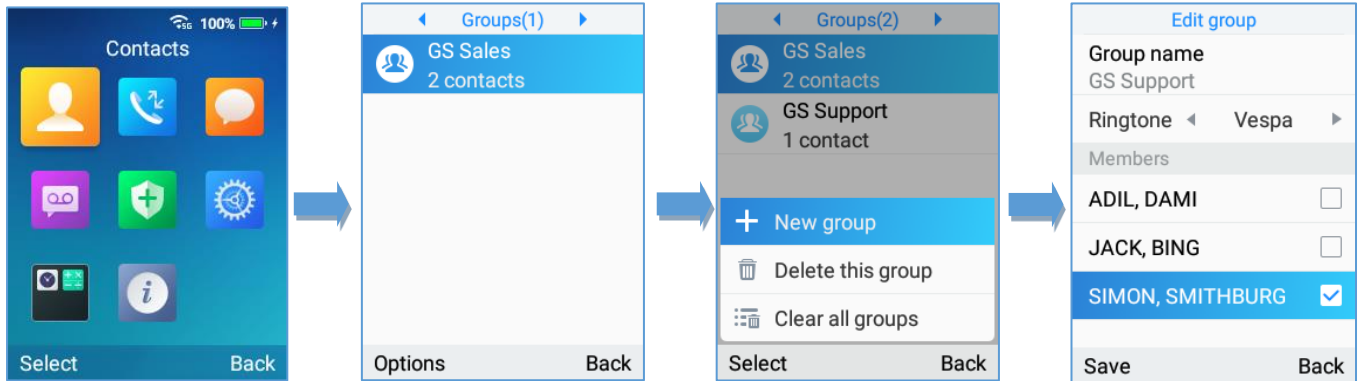 5G 100%
Contacts
Select Back
Groups(1)
GS Sales
2 contacts
Options Back
Groups(2)
GS Sales
2 contacts
GS Support
1 contact
New group
Delete this group
Clear all groups
Select Back
Edit group
Group name
GS Support
Ringtone Vespa
Members
ADIL, DAMI
JACK, BING
SIMON, SMITHBURG
Save Back